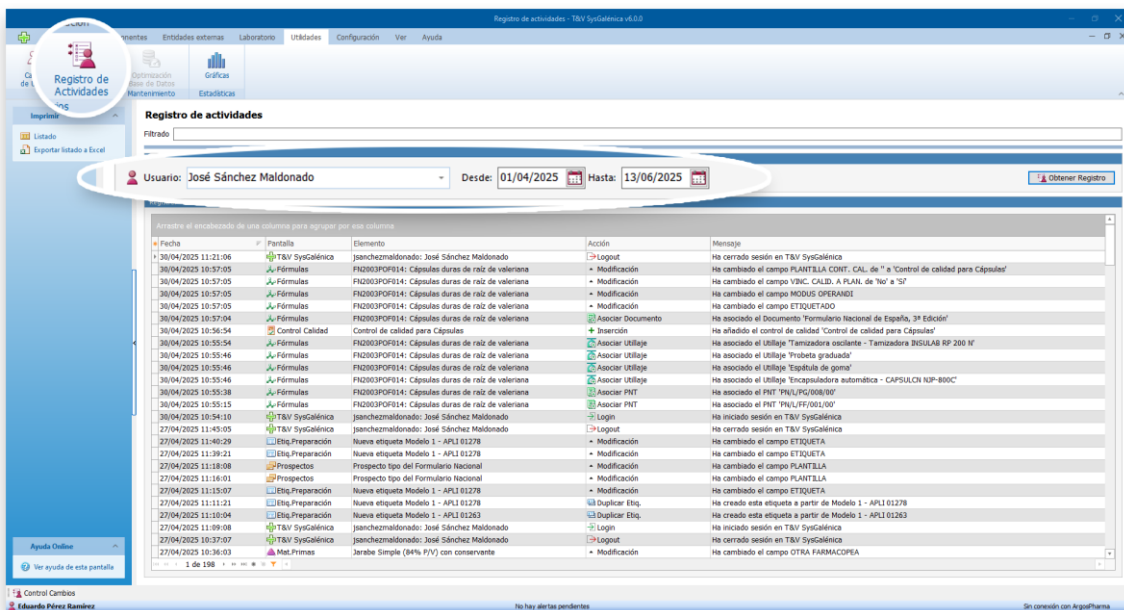 Registro de actividades - T&V SysGalénica v6.0.0
Entidades externas Laboratorio Utilidades Configuración Ver Ayuda
Registro de
Actividades
Optimización
Base de Datos
Mantenimiento
Gráficas
Estadísticas
Imprimir
Listado
Exportar listado a Excel
Registro de actividades
Filtrado
Usuario: José Sánchez Maldonado Desde: 01/04/2025 Hasta: 13/06/2025
Obtener Registro
Arrastre el encabezado de una columna para agrupar por esa columna
Fecha Pantalla Elemento Acción Mensaje
30/04/2025 11:21:06 T&V SysGalénica jsanchezmaldonado: José Sánchez Maldonado Logout Ha cerrado sesión en T&V SysGalénica
30/04/2025 10:57:05 Fórmulas FN2003POF014: Cápsulas duras de raíz de valeriana Modificación Ha cambiado el campo PLANTILLA CONT. CAL. de '' a 'Control de calidad para Cápsulas'
30/04/2025 10:57:05 Fórmulas FN2003POF014: Cápsulas duras de raíz de valeriana Modificación Ha cambiado el campo VINC. CALID. A PLAN. de 'No' a 'Sí'
30/04/2025 10:57:05 Fórmulas FN2003POF014: Cápsulas duras de raíz de valeriana Modificación Ha cambiado el campo MODUS OPERANDI
30/04/2025 10:57:05 Fórmulas FN2003POF014: Cápsulas duras de raíz de valeriana Modificación Ha cambiado el campo ETIQUETADO
30/04/2025 10:57:04 Fórmulas FN2003POF014: Cápsulas duras de raíz de valeriana Asociar Documento Ha asociado el Documento 'Formulario Nacional de España, 3ª Edición'
30/04/2025 10:56:54 Control Calidad Control de calidad para Cápsulas Inserción Ha añadido el control de calidad 'Control de calidad para Cápsulas'
30/04/2025 10:55:54 Fórmulas FN2003POF014: Cápsulas duras de raíz de valeriana Asociar Utillaje Ha asociado el Utillaje 'Tamizadora oscilante - Tamizadora INSULAB RP 200 N'
30/04/2025 10:55:46 Fórmulas FN2003POF014: Cápsulas duras de raíz de valeriana Asociar Utillaje Ha asociado el Utillaje 'Probeta graduada'
30/04/2025 10:55:46 Fórmulas FN2003POF014: Cápsulas duras de raíz de valeriana Asociar Utillaje Ha asociado el Utillaje 'Espátula de goma'
30/04/2025 10:55:46 Fórmulas FN2003POF014: Cápsulas duras de raíz de valeriana Asociar Utillaje Ha asociado el Utillaje 'Encapsuladora automática - CAPSULCN NJP-800C'
30/04/2025 10:55:38 Fórmulas FN2003POF014: Cápsulas duras de raíz de valeriana Asociar PNT Ha asociado el PNT 'PN/L/PG/008/00'
30/04/2025 10:55:15 Fórmulas FN2003POF014: Cápsulas duras de raíz de valeriana Asociar PNT Ha asociado el PNT 'PN/L/FF/001/00'
30/04/2025 10:54:10 T&V SysGalénica jsanchezmaldonado: José Sánchez Maldonado Login Ha iniciado sesión en T&V SysGalénica
27/04/2025 11:45:05 T&V SysGalénica jsanchezmaldonado: José Sánchez Maldonado Logout Ha cerrado sesión en T&V SysGalénica
27/04/2025 11:40:29 Etiq.Preparación Nueva etiqueta Modelo 1 - APLI 01278 Modificación Ha cambiado el campo ETIQUETA
27/04/2025 11:39:21 Etiq.Preparación Nueva etiqueta Modelo 1 - APLI 01278 Modificación Ha cambiado el campo ETIQUETA
27/04/2025 11:18:08 Prospectos Prospecto tipo del Formulario Nacional Modificación Ha cambiado el campo PLANTILLA
27/04/2025 11:16:01 Prospectos Prospecto tipo del Formulario Nacional Modificación Ha cambiado el campo PLANTILLA
27/04/2025 11:15:07 Etiq.Preparación Nueva etiqueta Modelo 1 - APLI 01278 Modificación Ha cambiado el campo ETIQUETA
27/04/2025 11:11:21 Etiq.Preparación Nueva etiqueta Modelo 1 - APLI 01278 Duplicar Etiq. Ha creado esta etiqueta a partir de Modelo 1 - APLI 01278
27/04/2025 11:10:04 Etiq.Preparación Nueva etiqueta Modelo 1 - APLI 01263 Duplicar Etiq. Ha creado esta etiqueta a partir de Modelo 1 - APLI 01263
27/04/2025 11:09:08 T&V SysGalénica jsanchezmaldonado: José Sánchez Maldonado Login Ha iniciado sesión en T&V SysGalénica
27/04/2025 10:37:07 T&V SysGalénica jsanchezmaldonado: José Sánchez Maldonado Logout Ha cerrado sesión en T&V SysGalénica
27/04/2025 10:36:03 Mat.Primas Jarabe Simple (84% P/V) con conservante Modificación Ha cambiado el campo OTRA FARMACOPEA
1 de 198
Ayuda Online
Ver ayuda de esta pantalla
Control Cambios
Eduardo Pérez Ramírez No hay alertas pendientes Sin conexión con ArgosPharma